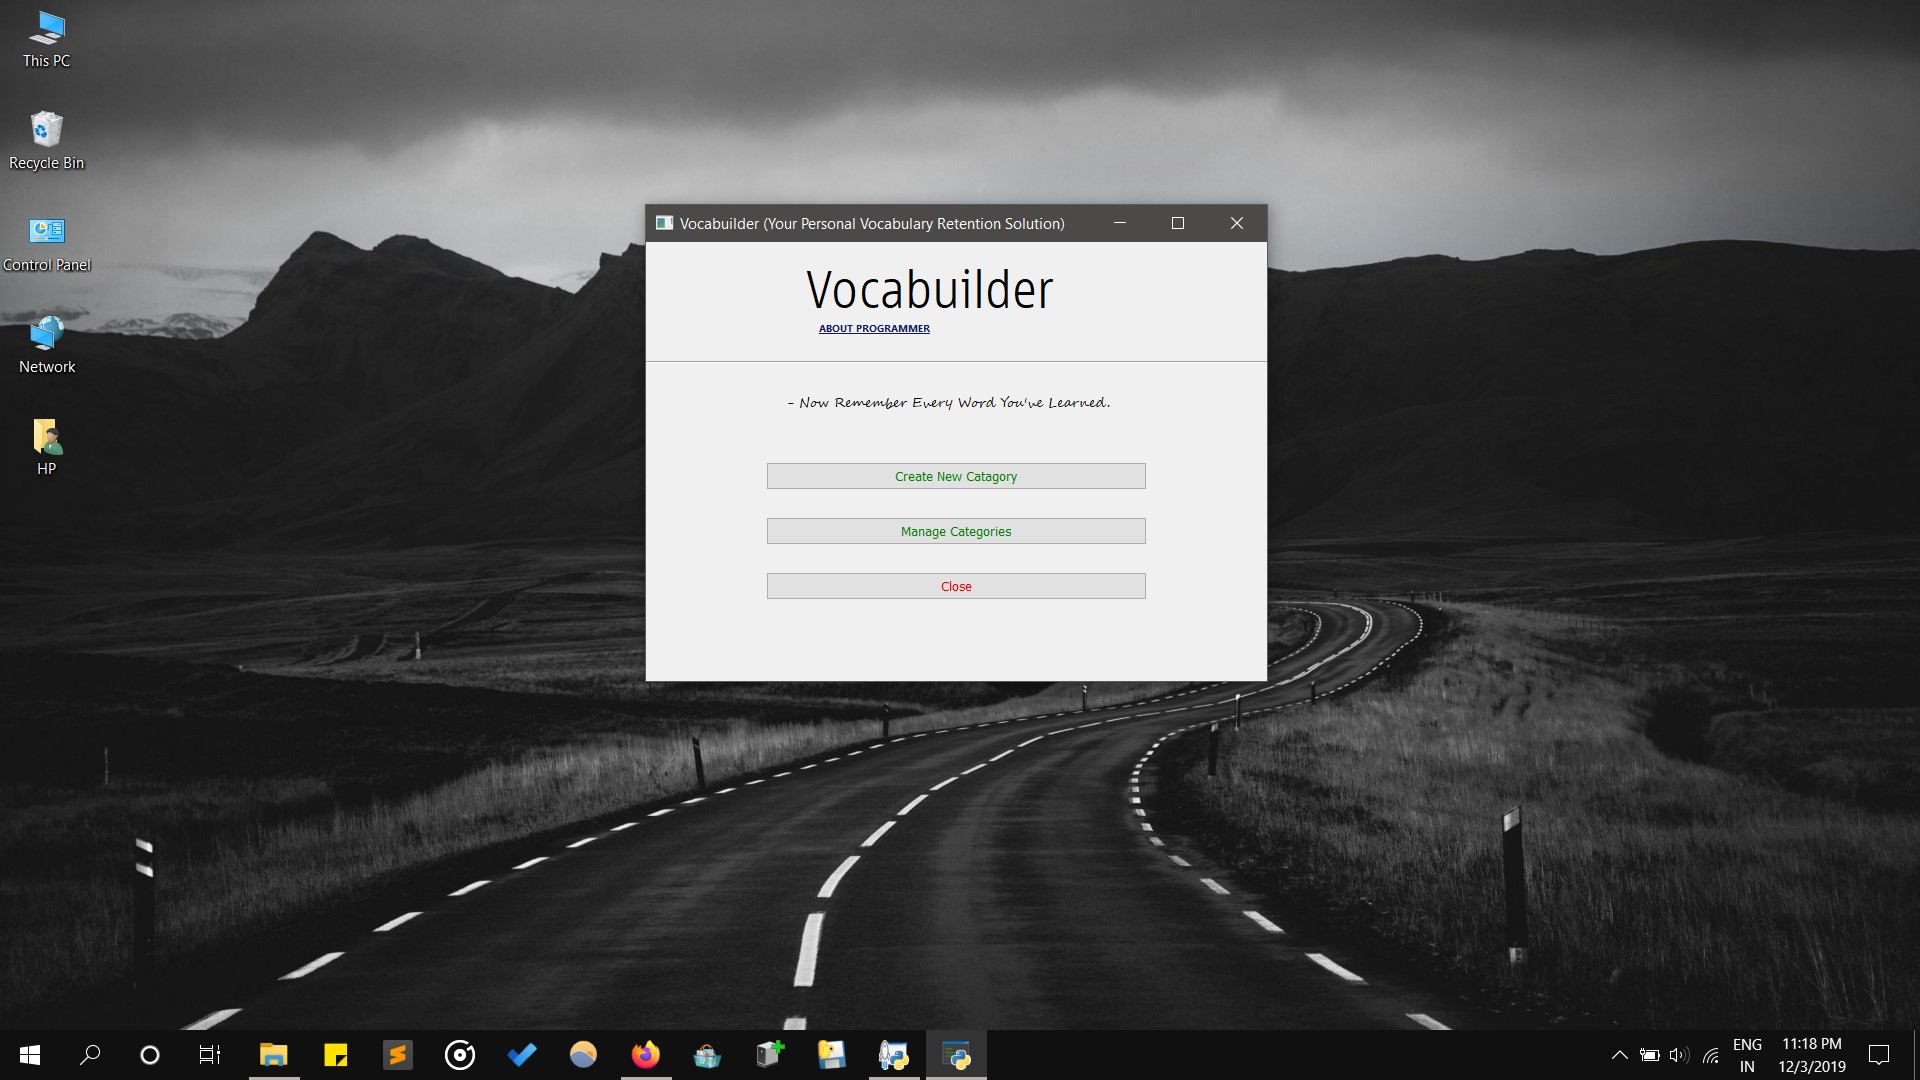 This PC
Recycle Bin
Control Panel
Network
HP
Vocabuilder (Your Personal Vocabulary Retention Solution)
Vocabuilder
ABOUT PROGRAMMER
- Now Remember Every Word You've Learned.
Create New Catagory
Manage Categories
Close
ENG
IN
11:18 PM
12/3/2019